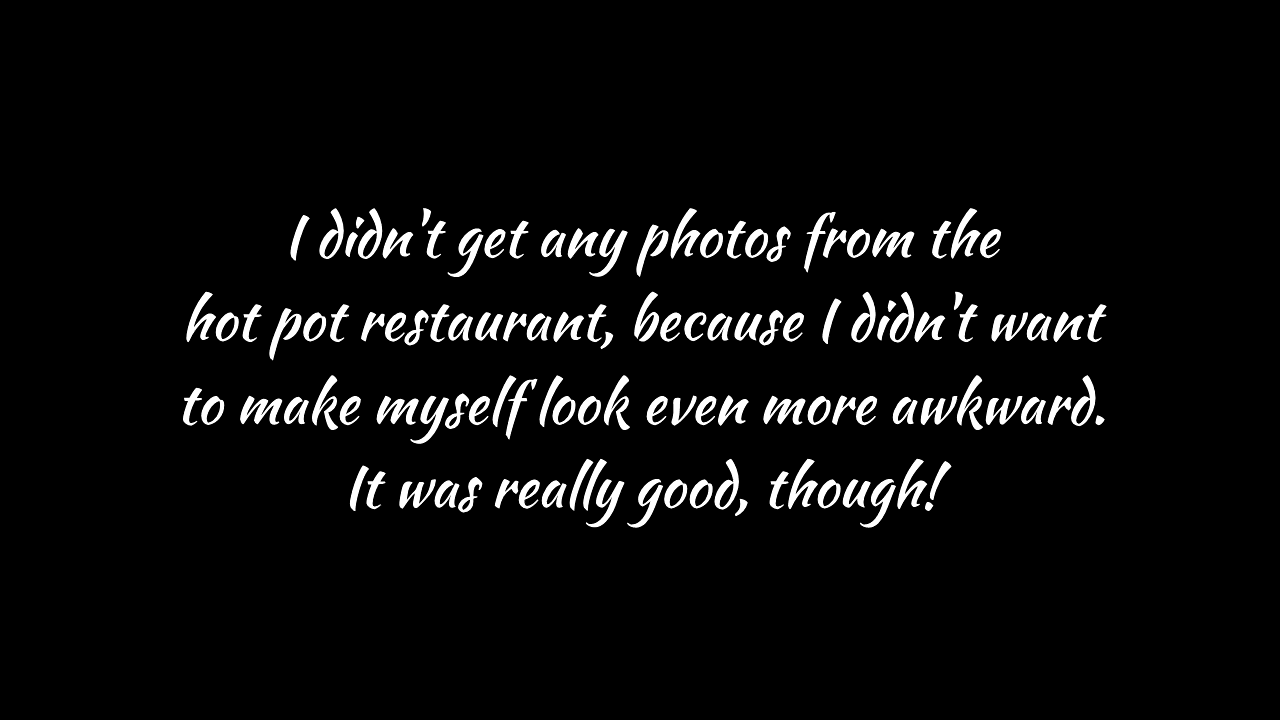 I didn't get any photos from the
hot pot restaurant, because I didn't want
to make myself look even more awkward.
It was really good, though!